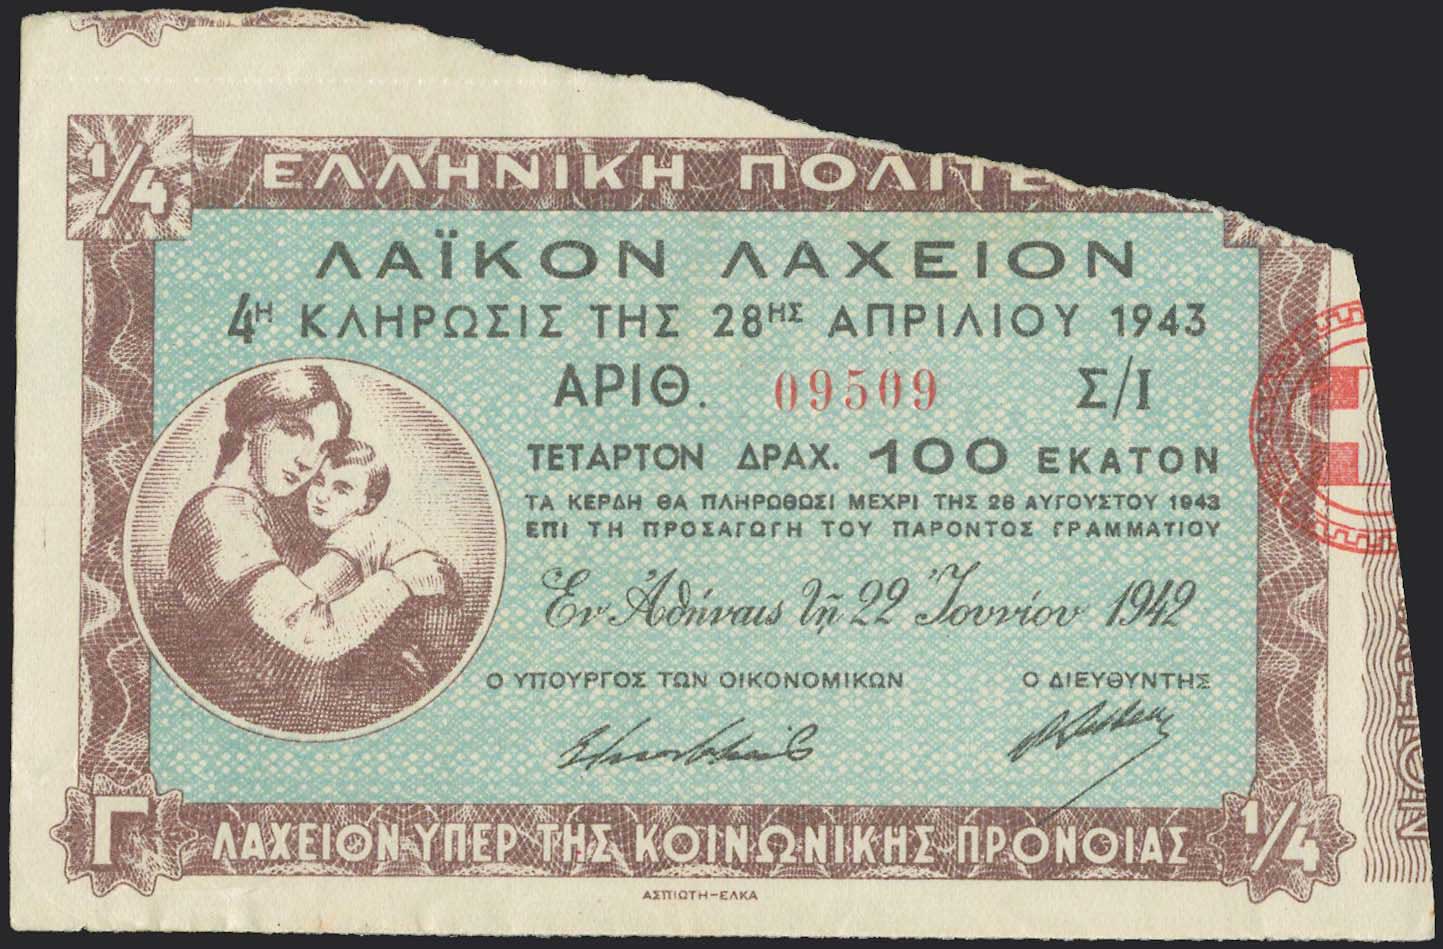 1/4
ΕΛΛΗΝΙΚΗ ΠΟΛΙΤΕ
ΛΑΪΚΟΝ ΛΑΧΕΙΟΝ
4Η ΚΛΗΡΩΣΙΣ ΤΗΣ 28ΗΣ ΑΠΡΙΛΙΟΥ 1943
ΑΡΙΘ. 09509 Σ/Ι
ΤΕΤΑΡΤΟΝ ΔΡΑΧ. 100 ΕΚΑΤΟΝ
ΤΑ ΚΕΡΔΗ ΘΑ ΠΛΗΡΩΘΩΣΙ ΜΕΧΡΙ ΤΗΣ 28 ΑΥΓΟΥΣΤΟΥ 1943
ΕΠΙ ΤΗ ΠΡΟΣΑΓΩΓΗ ΤΟΥ ΠΑΡΟΝΤΟΣ ΓΡΑΜΜΑΤΙΟΥ
Ἐν Ἀθήναις τῇ 22 Ἰουνίου 1942
Ο ΥΠΟΥΡΓΟΣ ΤΩΝ ΟΙΚΟΝΟΜΙΚΩΝ Ο ΔΙΕΥΘΥΝΤΗΣ
Γ
ΛΑΧΕΙΟΝ ΥΠΕΡ ΤΗΣ ΚΟΙΝΩΝΙΚΗΣ ΠΡΟΝΟΙΑΣ
1/4
ΑΣΠΙΩΤΗ-ΕΛΚΑ